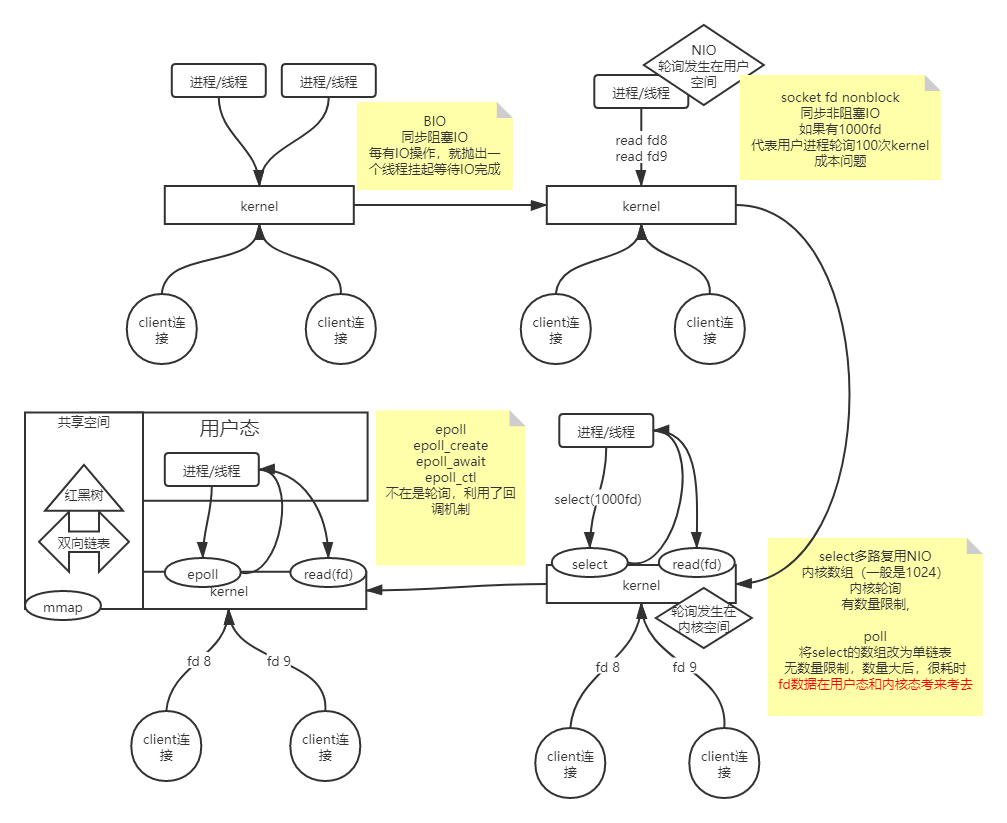 进程/线程
进程/线程
BIO
同步阻塞IO
每有IO操作，就抛出一
个线程挂起等待IO完成
kernel
client连
接
client连
接
NIO
轮询发生在用户
空间
进程/线程
read fd8
read fd9
socket fd nonblock
同步非阻塞IO
如果有1000fd
代表用户进程轮询100次kernel
成本问题
kernel
client连
接
client连
接
共享空间
红黑树
双向链表
mmap
用户态
进程/线程
epoll
read(fd)
kernel
fd 8
fd 9
client连
接
client连
接
epoll
epoll_create
epoll_await
epoll_ctl
不在是轮询，利用了回
调机制
进程/线程
select(1000fd)
select
read(fd)
kernel
轮询发生在
内核空间
fd 8
fd 9
client连
接
client连
接
select多路复用NIO
内核数组（一般是1024）
内核轮询
有数量限制,
poll
将select的数组改为单链表
无数量限制，数量大后，很耗时
fd数据在用户态和内核态考来考去